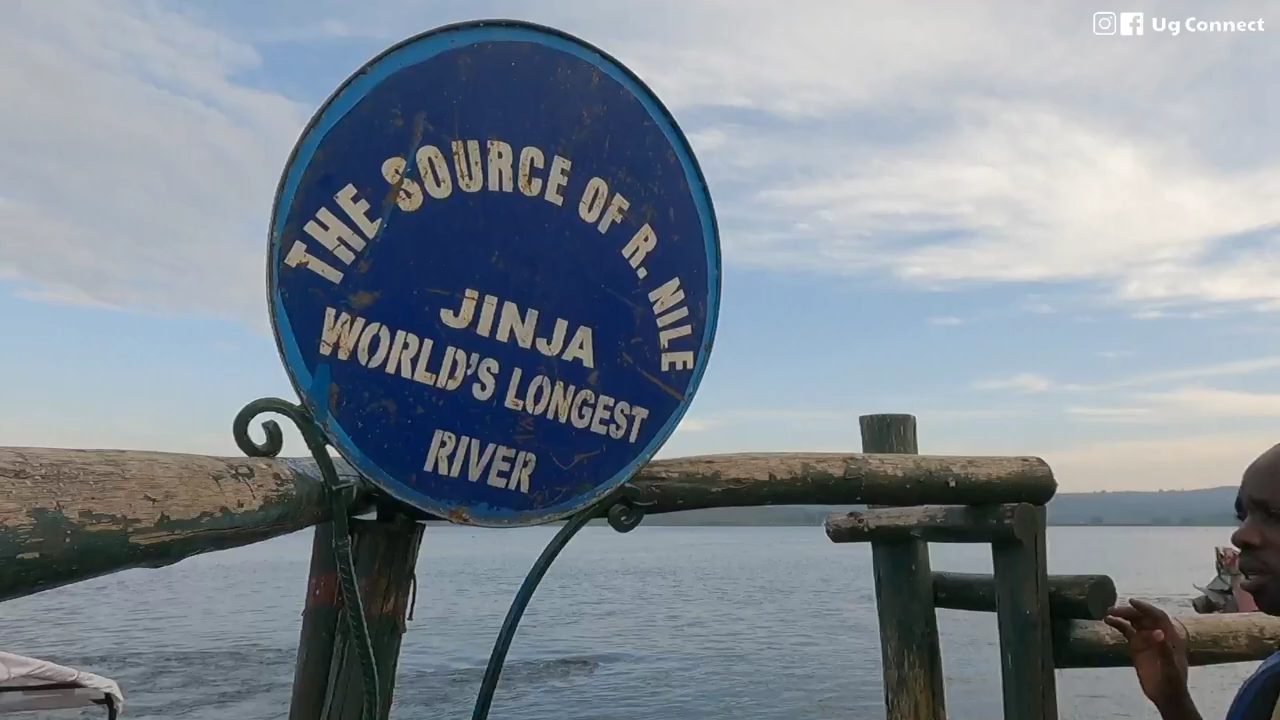 Ug Connect
THE SOURCE OF R. NILE
JINJA
WORLD'S LONGEST
RIVER